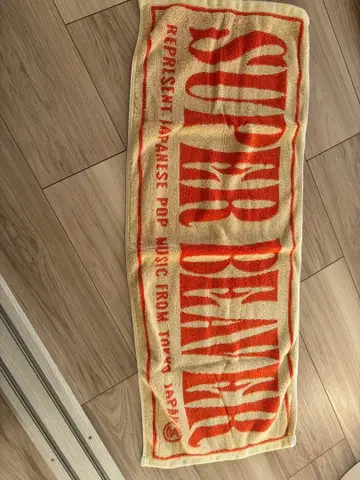 SUPER BEAVER
REPRESENT JAPANESE POP MUSIC FROM TOKYO JAPAN